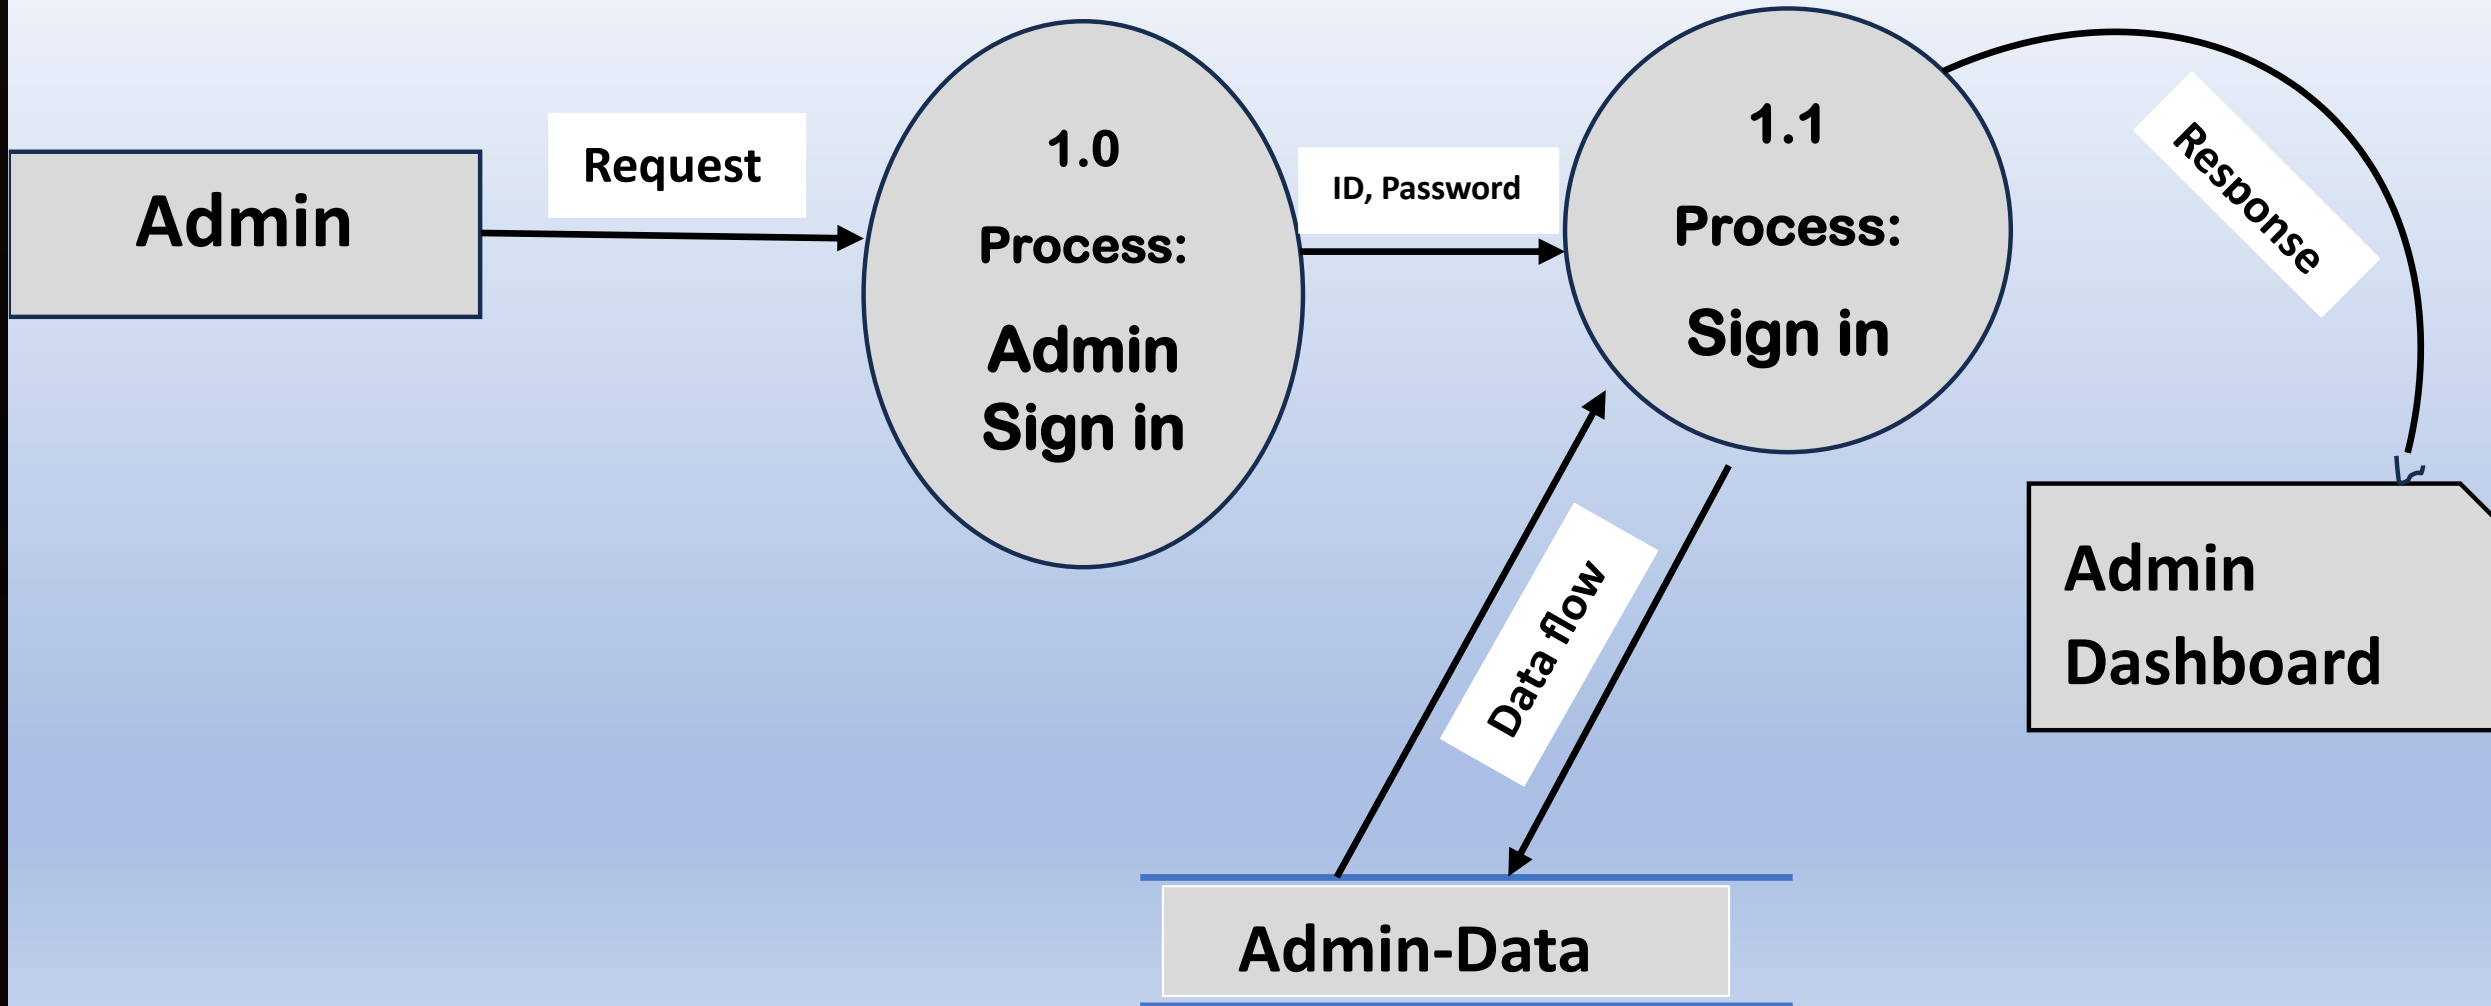 Admin
Request
1.0
Process:
Admin
Sign in
ID, Password
1.1
Process:
Sign in
Response
Data flow
Admin
Dashboard
Admin-Data